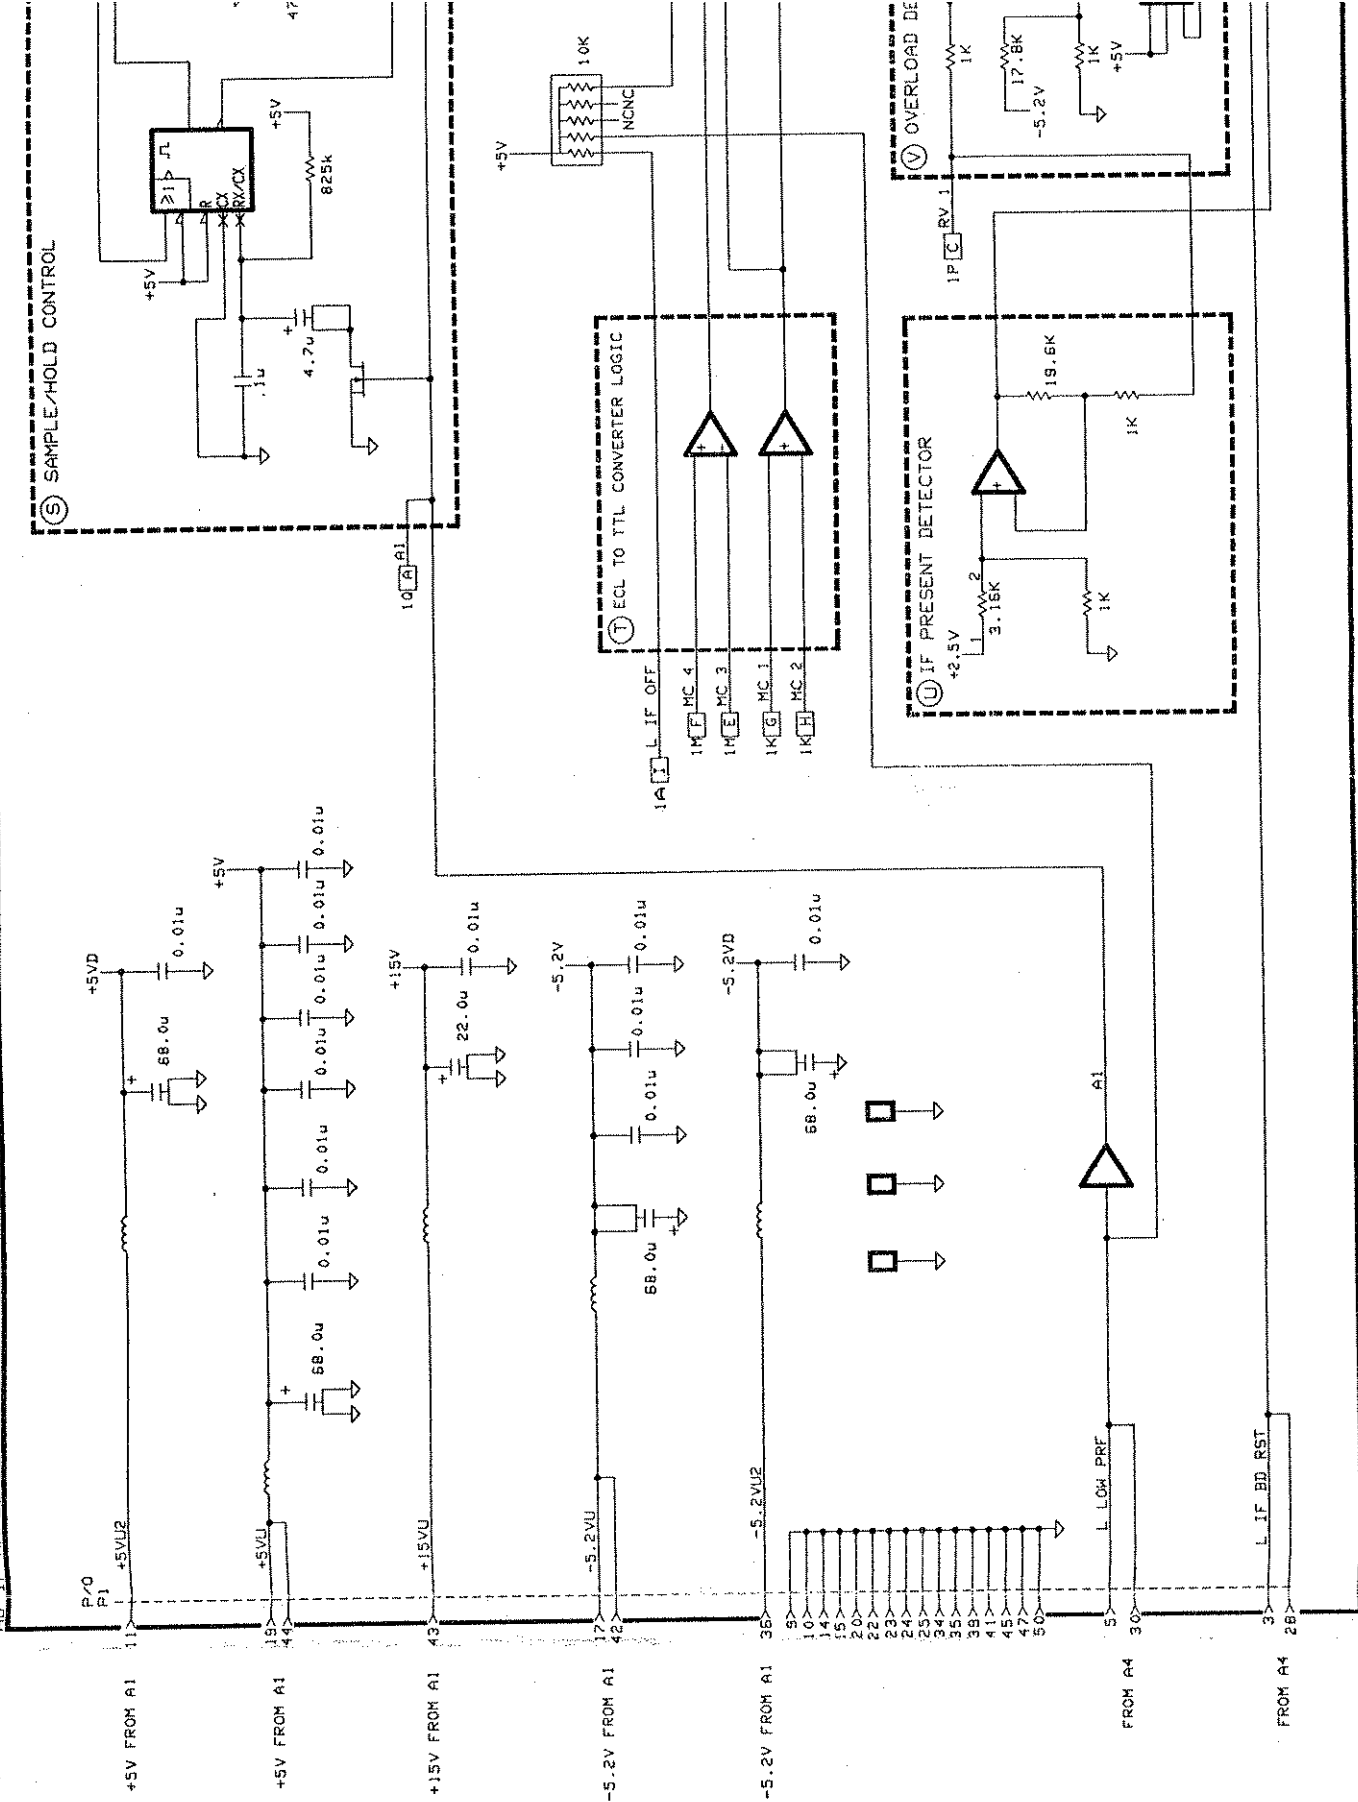 P/O
P1
+5V FROM A1
11
+5VU2
68.0u
+
+5VD
0.01u
+5V FROM A1
19
44
+5VU
+
68.0u
0.01u
0.01u
0.01u
0.01u
0.01u
0.01u
+5V
+15V FROM A1
43
+15VU
+
22.0u
+15V
0.01u
-5.2V FROM A1
17
42
-5.2VU
68.0u
+
0.01u
0.01u
0.01u
-5.2V
-5.2V FROM A1
36
-5.2VU2
68.0u
+
-5.2VD
0.01u
9
10
14
15
20
22
23
24
25
34
35
39
41
45
47
50
FROM A4
5
30
L LOW PRF
A1
FROM A4
3
28
L IF BD RST
S SAMPLE/HOLD CONTROL
1Q A A1
+5V
≥1
R
CX
RX/CX
+5V
825k
.1u
+
4.7u
47
+5V
10K
NCNC
T ECL TO TTL CONVERTER LOGIC
1A I L IF OFF
1M F MC 4
1M E MC 3
1K G MC 1
1K H MC 2
+
+
U IF PRESENT DETECTOR
+2.5V
1
2
3.16K
1K
+
19.6K
1K
V OVERLOAD DE
1P C RV 1
1K
17.8K
-5.2V
1K
+5V